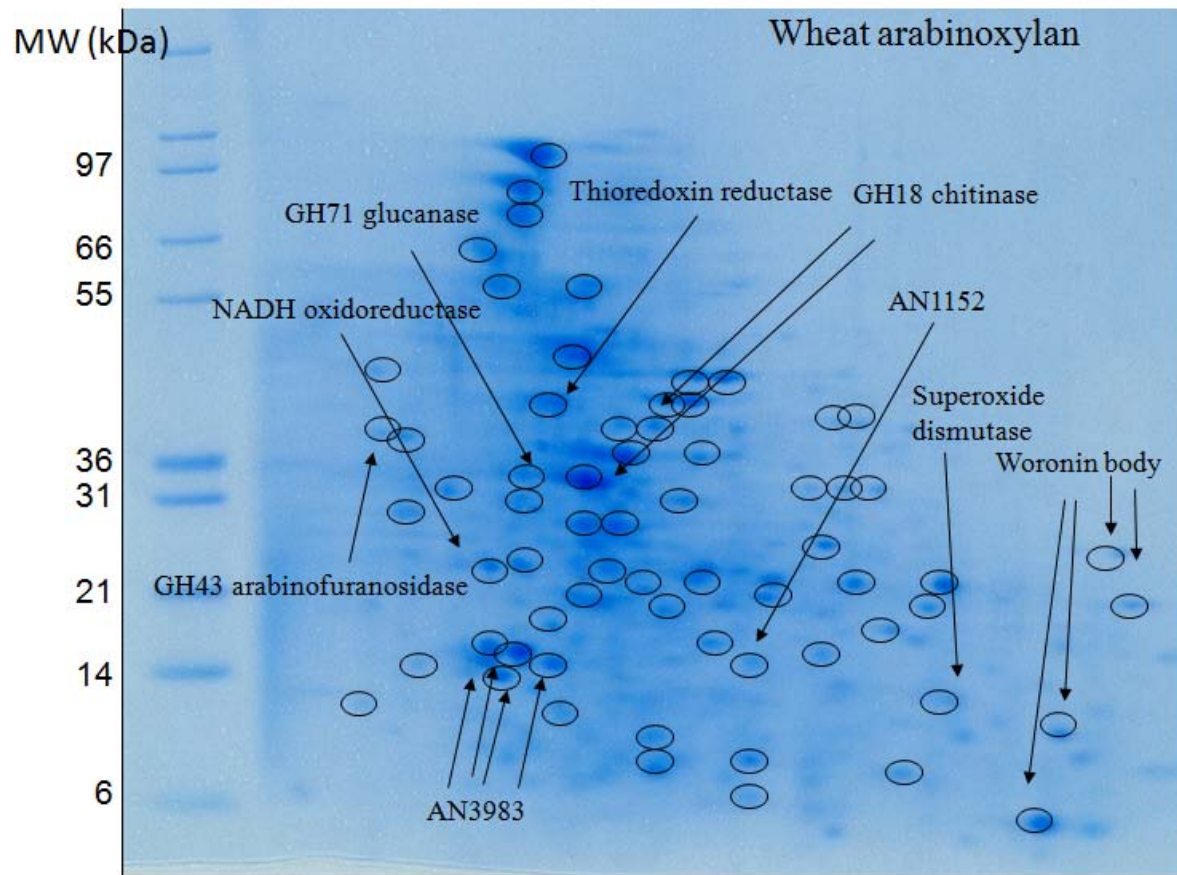 MW (kDa)
Wheat arabinoxylan
97
66
55
36
31
21
14
6
Thioredoxin reductase
GH18 chitinase
GH71 glucanase
NADH oxidoreductase
AN1152
Superoxide
dismutase
Woronin body
GH43 arabinofuranosidase
AN3983